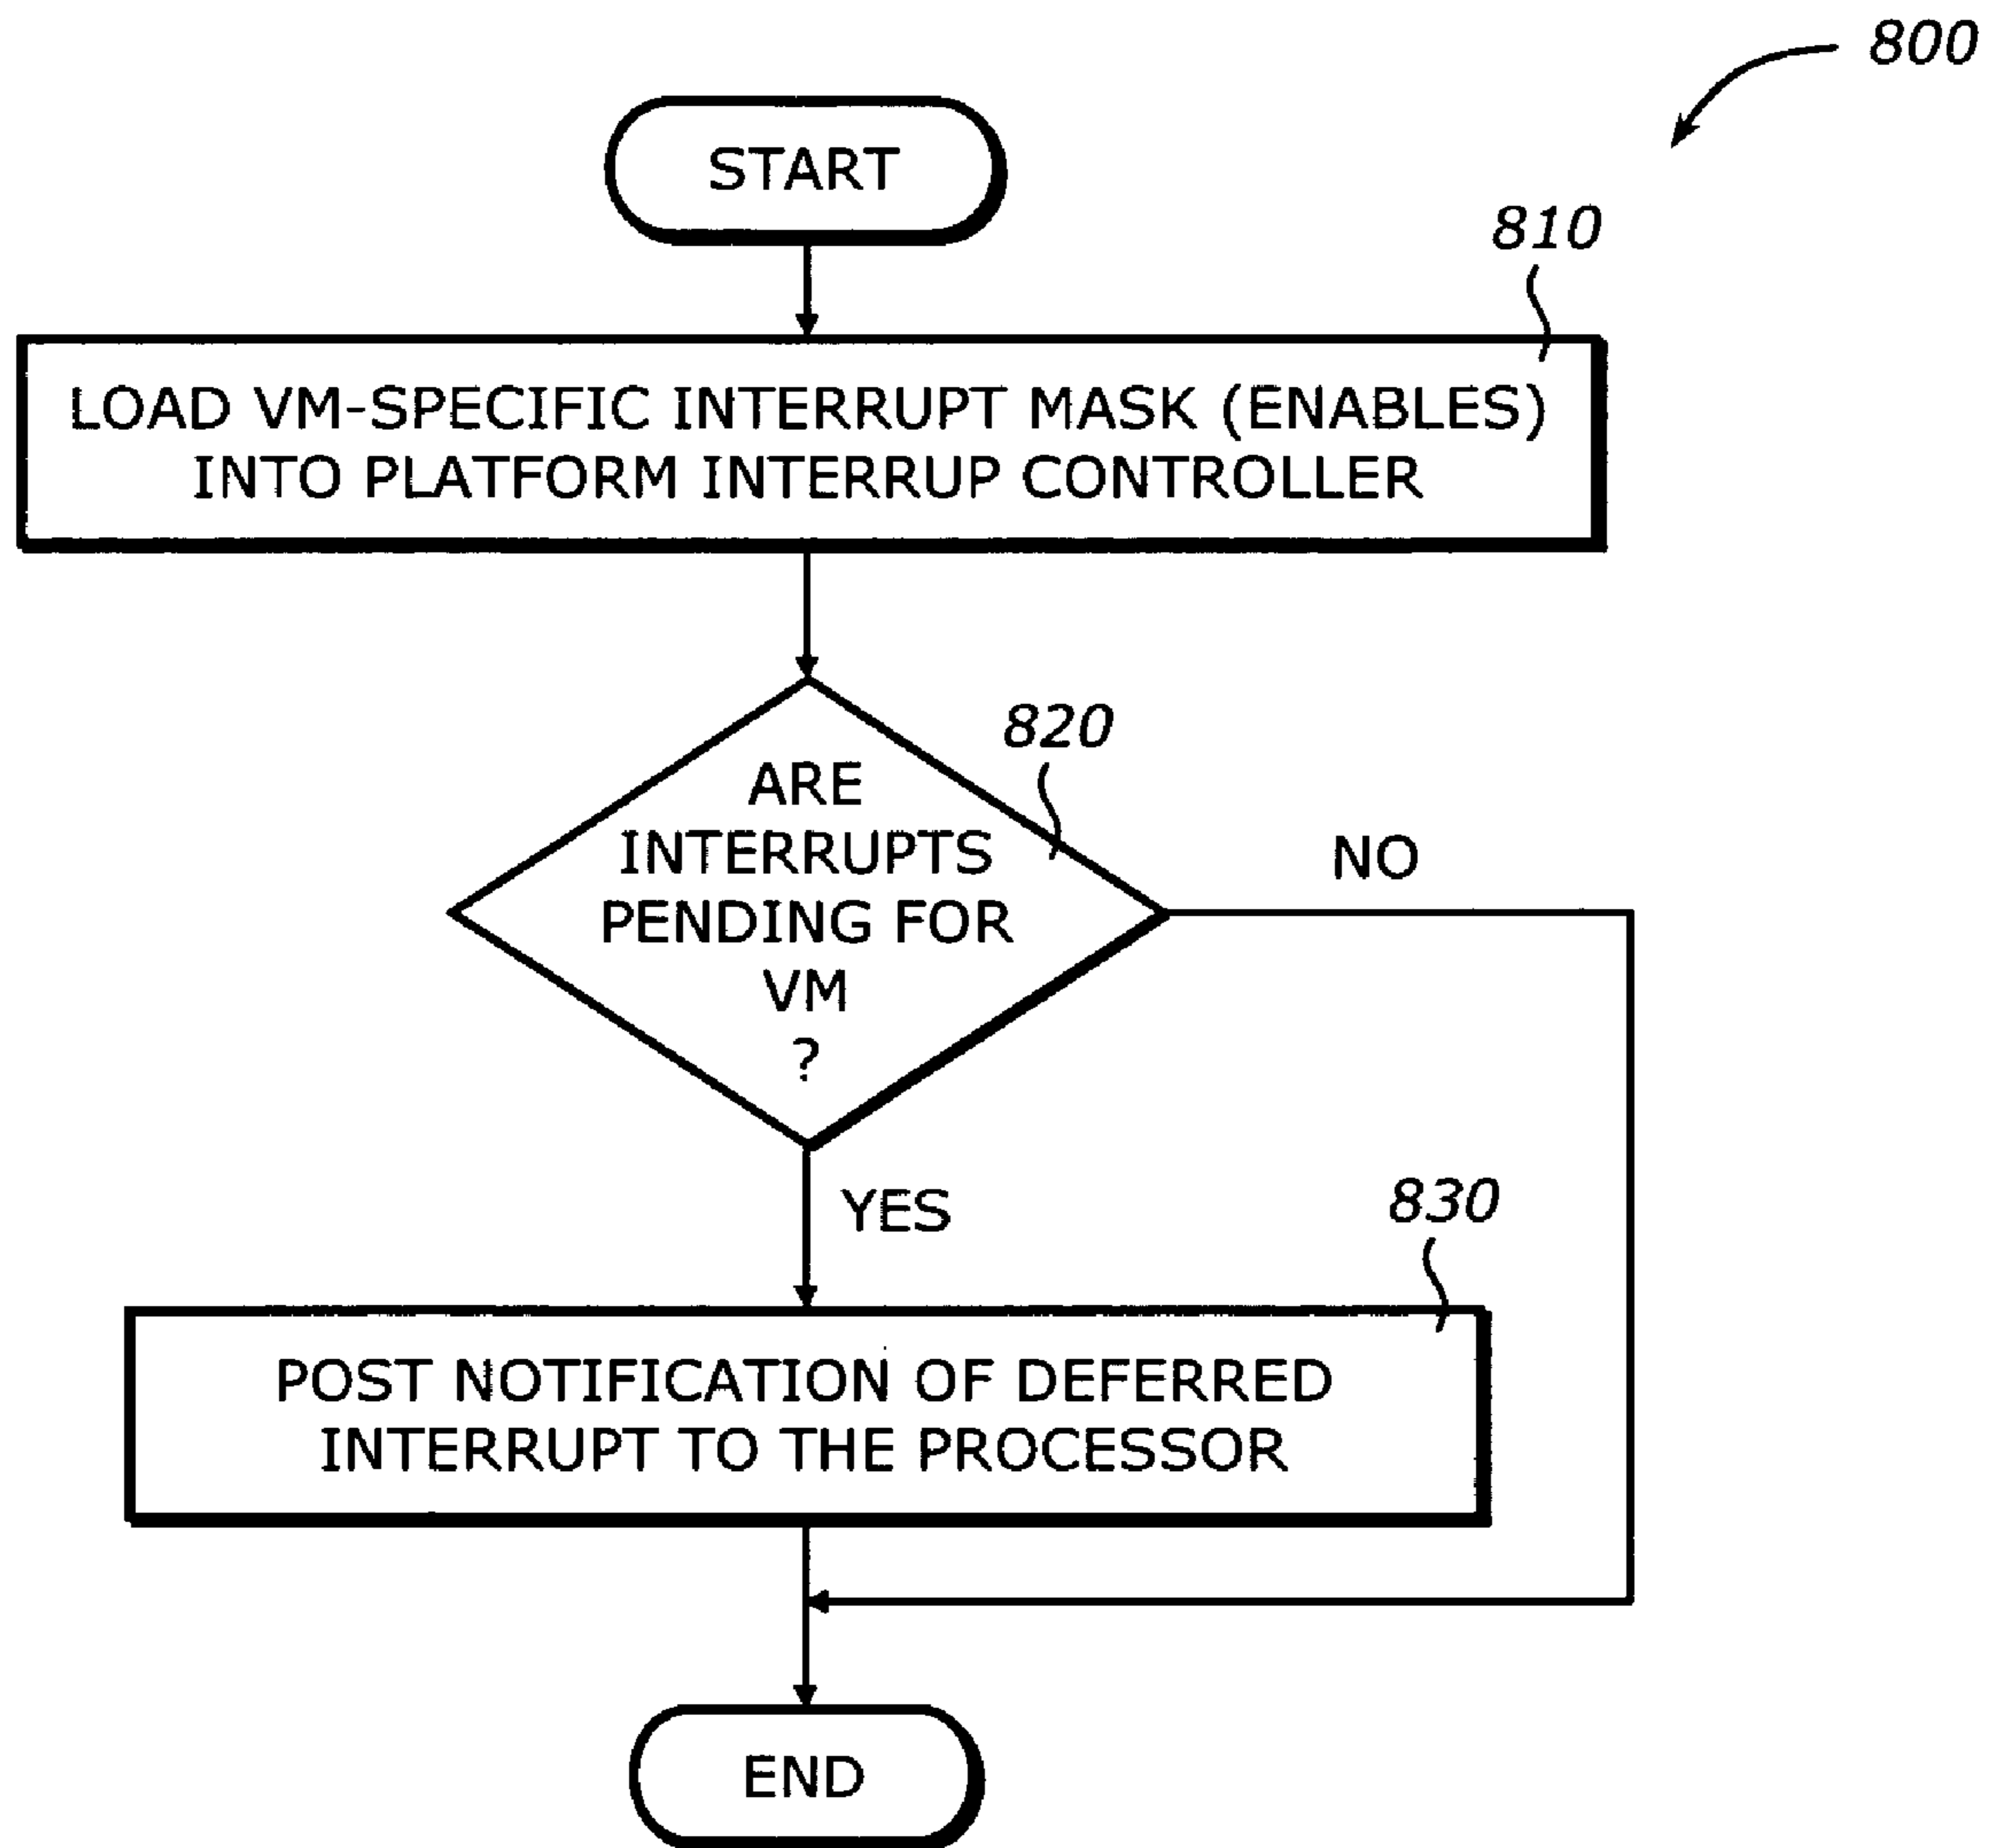 800
START
810
LOAD VM-SPECIFIC INTERRUPT MASK (ENABLES)
INTO PLATFORM INTERRUP CONTROLLER
820
ARE
INTERRUPTS
PENDING FOR
VM
?
NO
YES
830
POST NOTIFICATION OF DEFERRED
INTERRUPT TO THE PROCESSOR
END